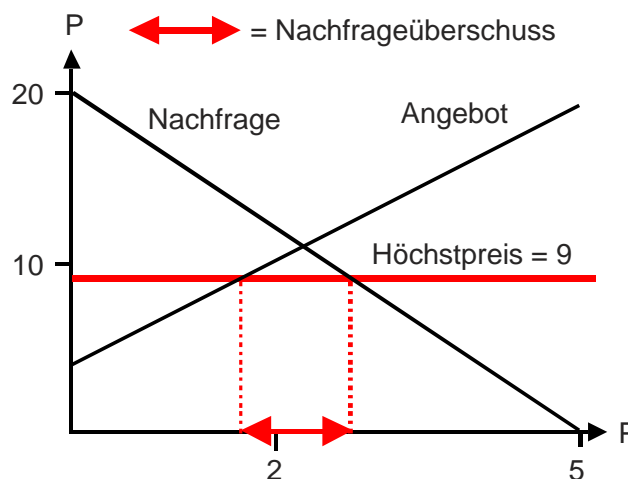 P
= Nachfrageüberschuss
20
Nachfrage
Angebot
10
Höchstpreis = 9
P
2
5